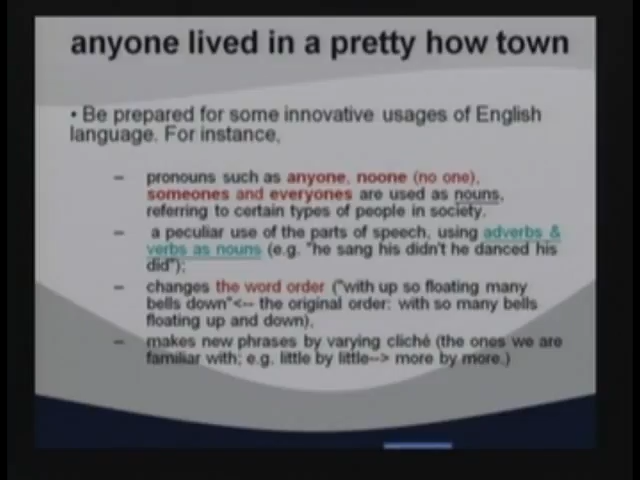 anyone lived in a pretty how town
• Be prepared for some innovative usages of English
language. For instance,
– pronouns such as anyone, noone (no one),
someones and everyones are used as nouns,
referring to certain types of people in society.
– a peculiar use of the parts of speech, using adverbs &
verbs as nouns (e.g. "he sang his didn't he danced his
did");
– changes the word order ("with up so floating many
bells down"<-- the original order: with so many bells
floating up and down),
– makes new phrases by varying cliché (the ones we are
familiar with; e.g. little by little--> more by more.)